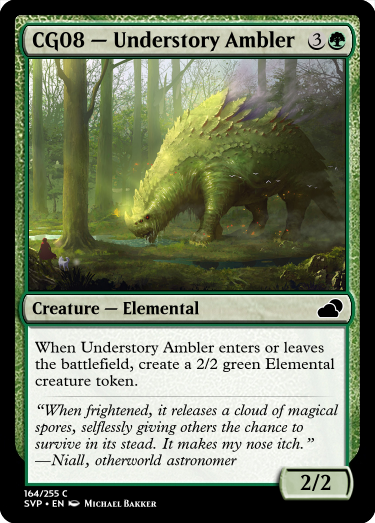 CG08 — Understory Ambler 3
Creature — Elemental
When Understory Ambler enters or leaves
the battlefield, create a 2/2 green Elemental
creature token.
“When frightened, it releases a cloud of magical
spores, selflessly giving others the chance to
survive in its stead. It makes my nose itch.”
—Niall, otherworld astronomer
2/2
164/255 C
SVP • EN Michael Bakker